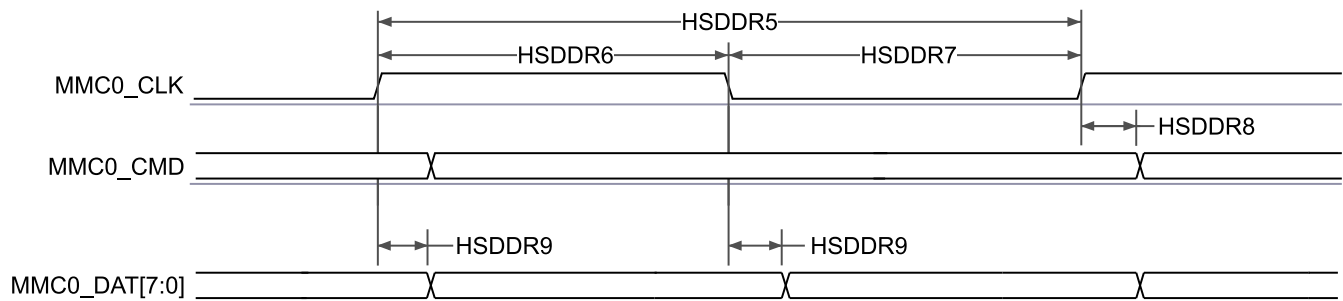 HSDDR5
HSDDR6 HSDDR7
MMC0_CLK
HSDDR8
MMC0_CMD
HSDDR9 HSDDR9
MMC0_DAT[7:0]